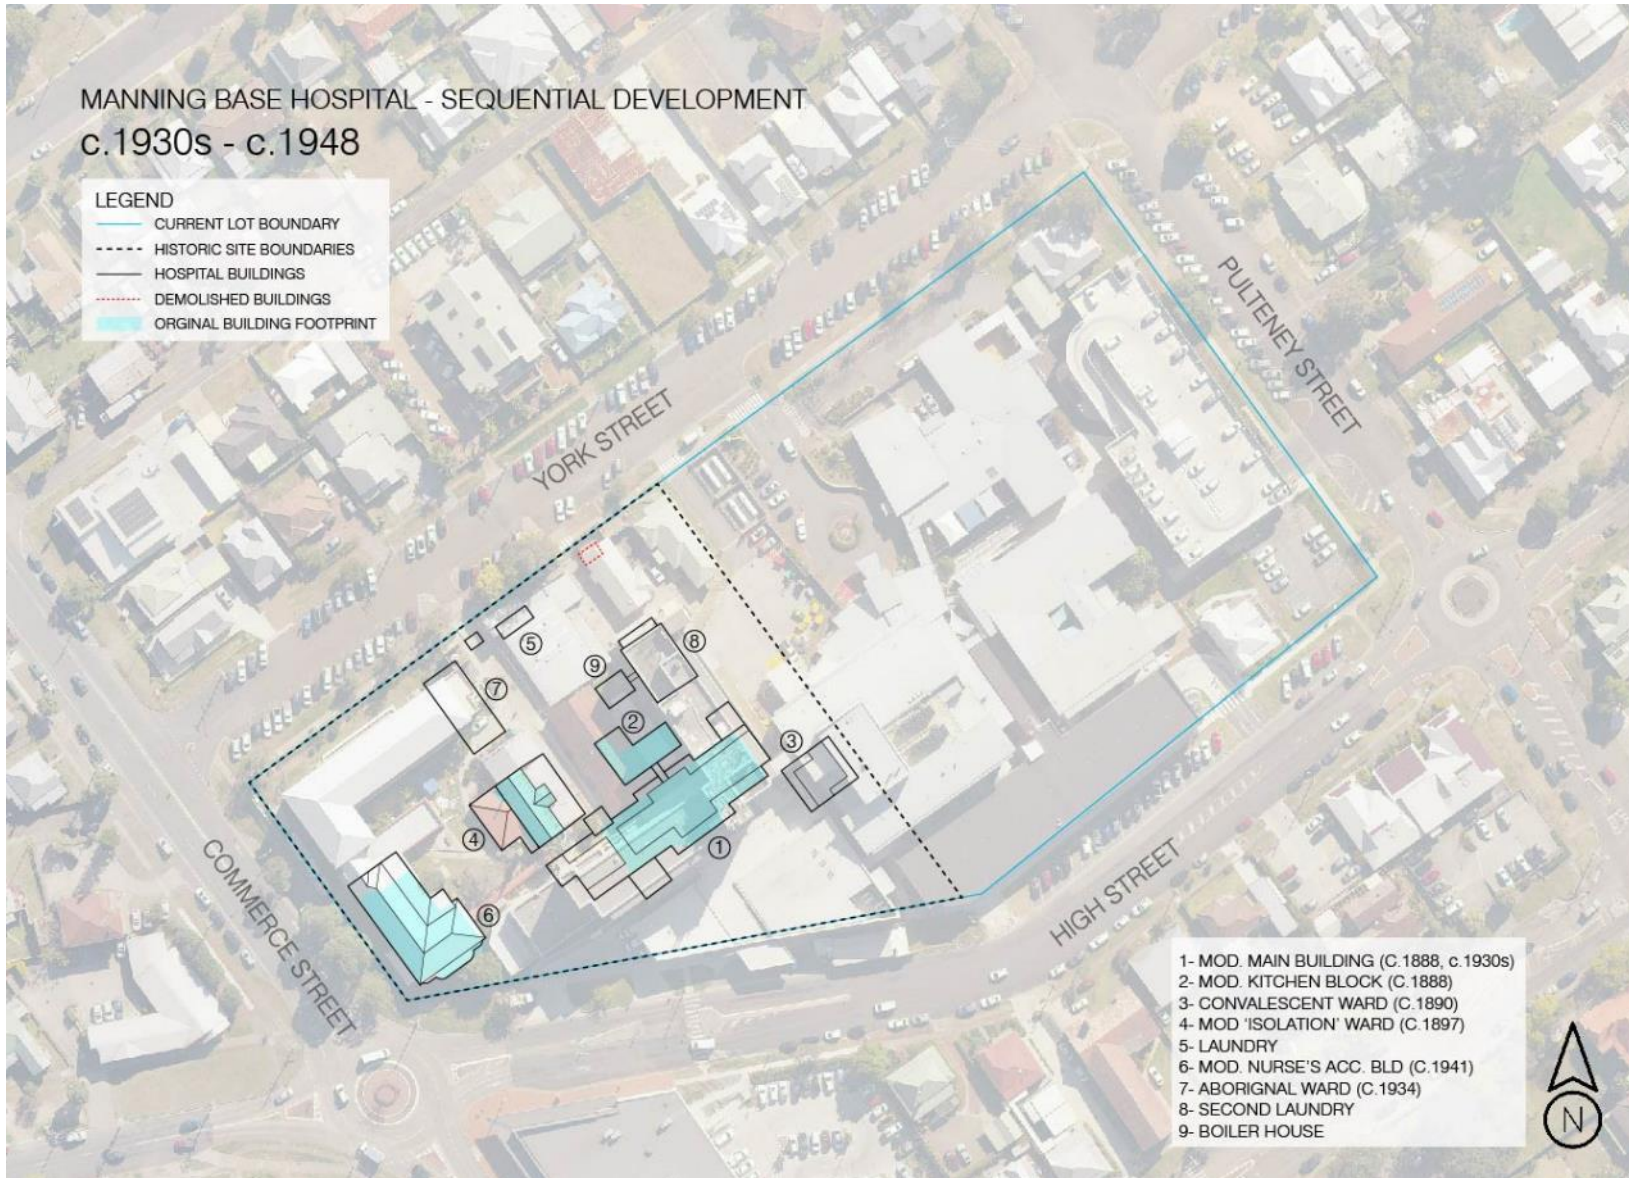 MANNING BASE HOSPITAL - SEQUENTIAL DEVELOPMENT
c.1930s - c.1948
LEGEND
CURRENT LOT BOUNDARY
HISTORIC SITE BOUNDARIES
HOSPITAL BUILDINGS
DEMOLISHED BUILDINGS
ORGINAL BUILDING FOOTPRINT
PULTENEY STREET
YORK STREET
5
8
9
7
2
3
4
1
6
COMMERCE STREET
HIGH STREET
1- MOD. MAIN BUILDING (C.1888, c.1930s)
2- MOD. KITCHEN BLOCK (C.1888)
3- CONVALESCENT WARD (C.1890)
4- MOD 'ISOLATION' WARD (C.1897)
5- LAUNDRY
6- MOD. NURSE'S ACC. BLD (C.1941)
7- ABORIGNAL WARD (C.1934)
8- SECOND LAUNDRY
9- BOILER HOUSE
N